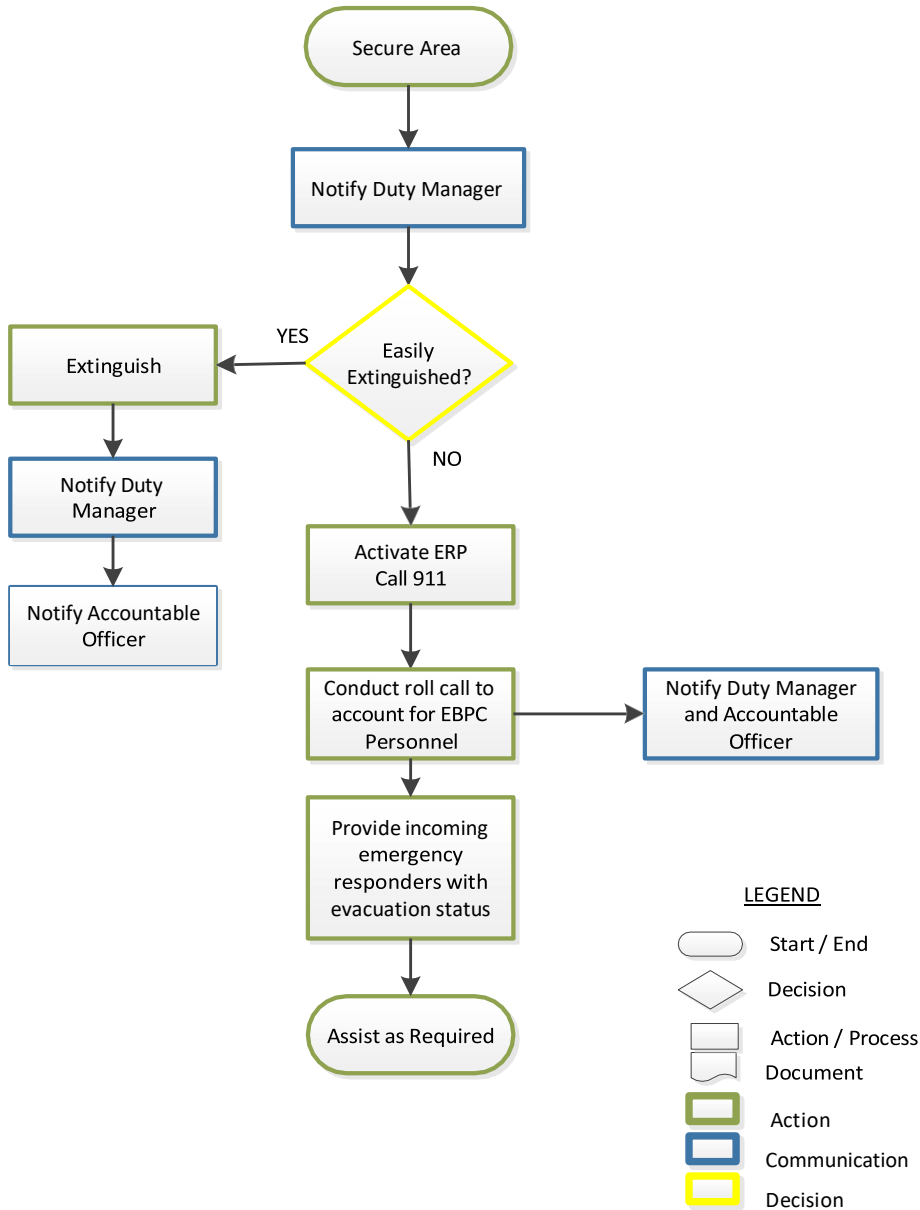 Secure Area
Notify Duty Manager
Easily
Extinguished?
YES
Extinguish
Notify Duty
Manager
Notify Accountable
Officer
NO
Activate ERP
Call 911
Conduct roll call to
account for EBPC
Personnel
Notify Duty Manager
and Accountable
Officer
Provide incoming
emergency
responders with
evacuation status
Assist as Required
LEGEND
Start / End
Decision
Action / Process
Document
Action
Communication
Decision